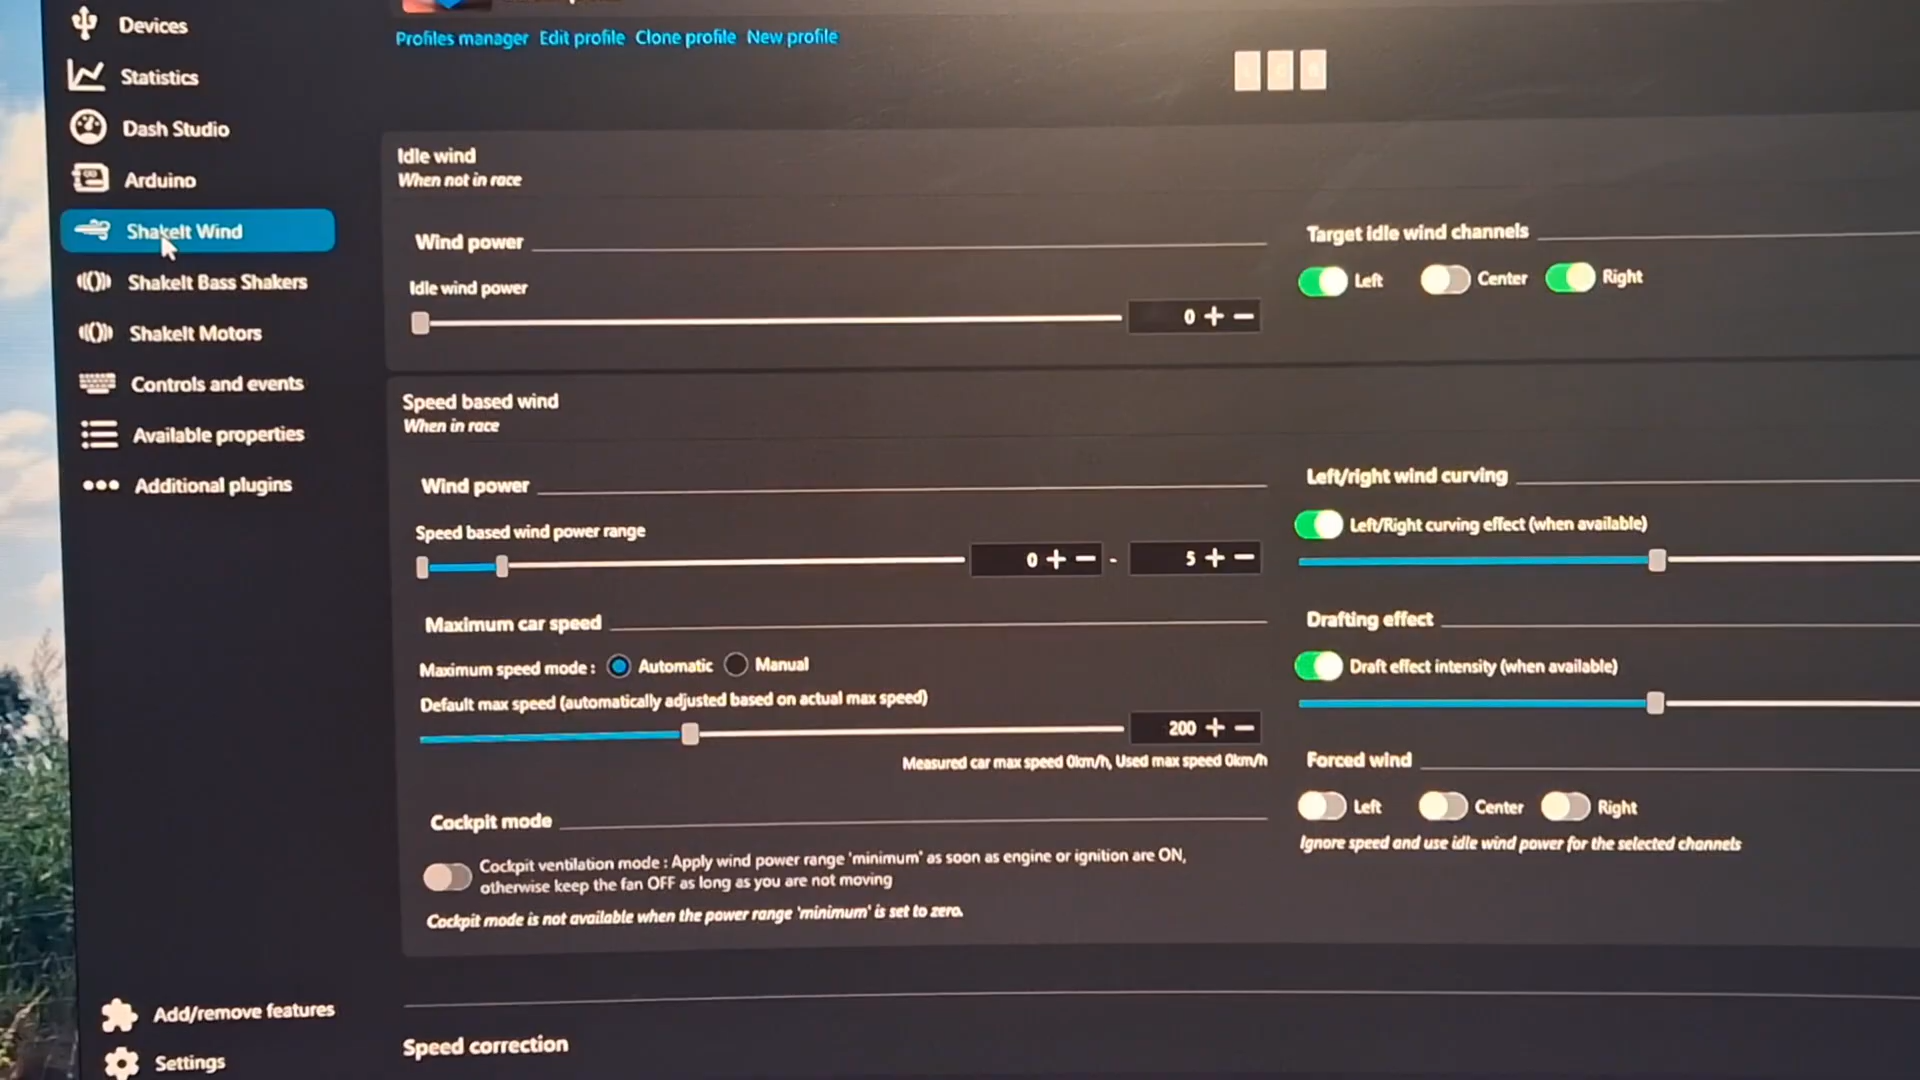 Devices
Statistics
Dash Studio
Arduino
ShakeIt Wind
ShakeIt Bass Shakers
ShakeIt Motors
Controls and events
Available properties
Additional plugins
Add/remove features
Settings
Profiles manager Edit profile Clone profile New profile
Idle wind
When not in race
Wind power
Idle wind power
0
Target idle wind channels
Left Center Right
Speed based wind
When in race
Wind power
Speed based wind power range
0 + − - 5 + −
Maximum car speed
Maximum speed mode : Automatic Manual
Default max speed (automatically adjusted based on actual max speed)
200
Measured car max speed 0km/h, Used max speed 0km/h
Cockpit mode
Cockpit ventilation mode : Apply wind power range 'minimum' as soon as engine or ignition are ON,
otherwise keep the fan OFF as long as you are not moving
Cockpit mode is not available when the power range 'minimum' is set to zero.
Left/right wind curving
Left/Right curving effect (when available)
Drafting effect
Draft effect intensity (when available)
Forced wind
Left Center Right
Ignore speed and use idle wind power for the selected channels
Speed correction